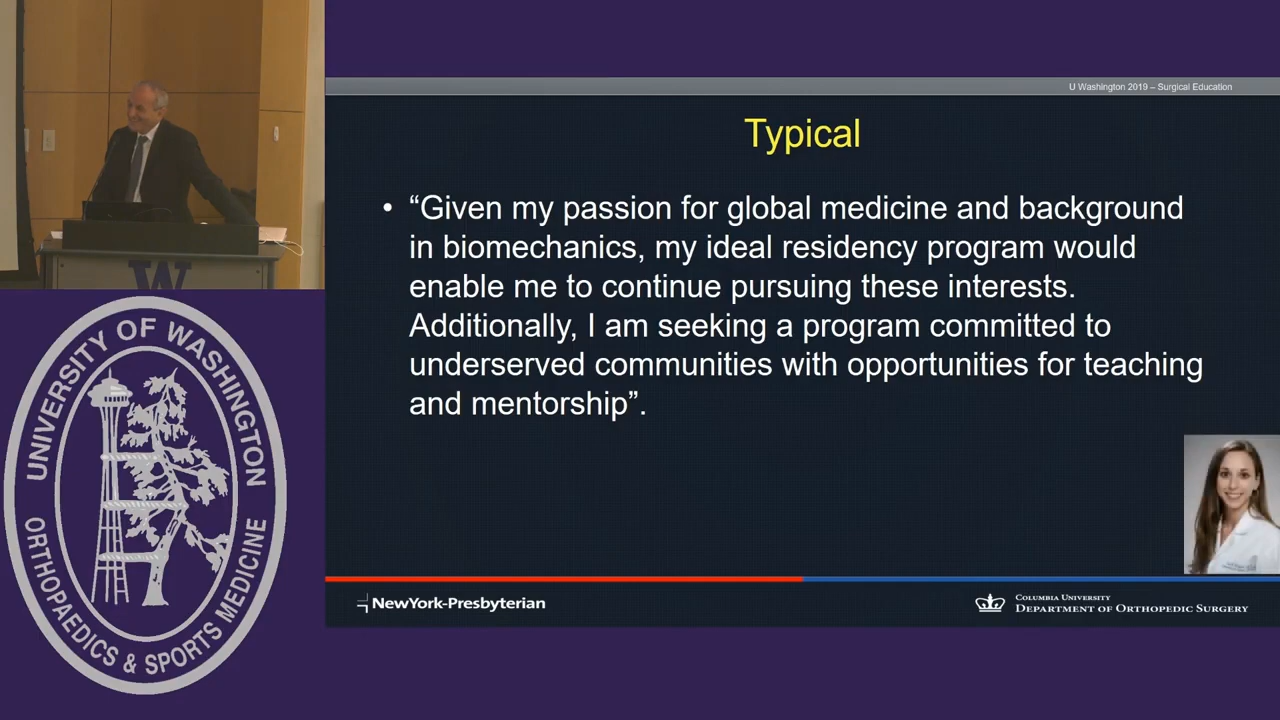 U Washington 2019 – Surgical Education
Typical
• “Given my passion for global medicine and background
in biomechanics, my ideal residency program would
enable me to continue pursuing these interests.
Additionally, I am seeking a program committed to
underserved communities with opportunities for teaching
and mentorship”.
NewYork-Presbyterian
COLUMBIA UNIVERSITY
DEPARTMENT OF ORTHOPEDIC SURGERY
W
UNIVERSITY OF WASHINGTON
ORTHOPAEDICS & SPORTS MEDICINE